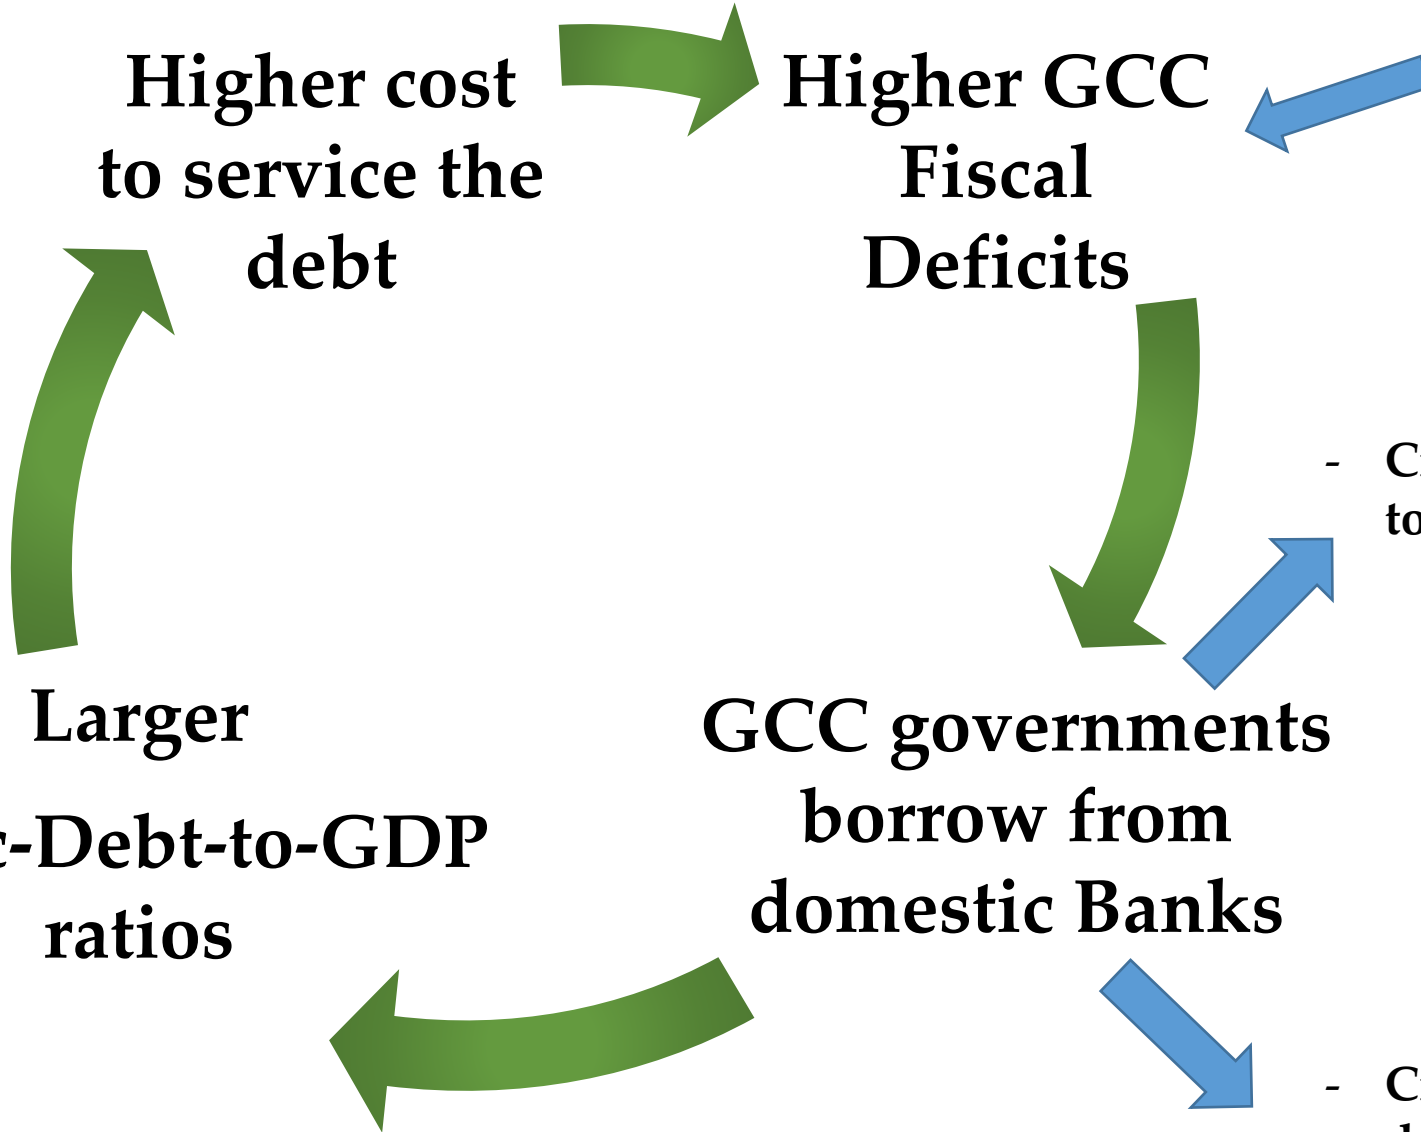 Higher cost
to service the
debt
Higher GCC
Fiscal
Deficits
-
to
GCC governments
borrow from
domestic Banks
Larger
-Debt-to-GDP
ratios
-